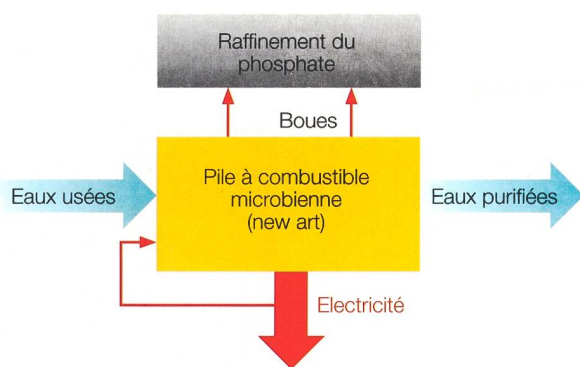 Raffinement du
phosphate
Boues
Eaux usées
Pile à combustible
microbienne
(new art)
Eaux purifiées
Electricité